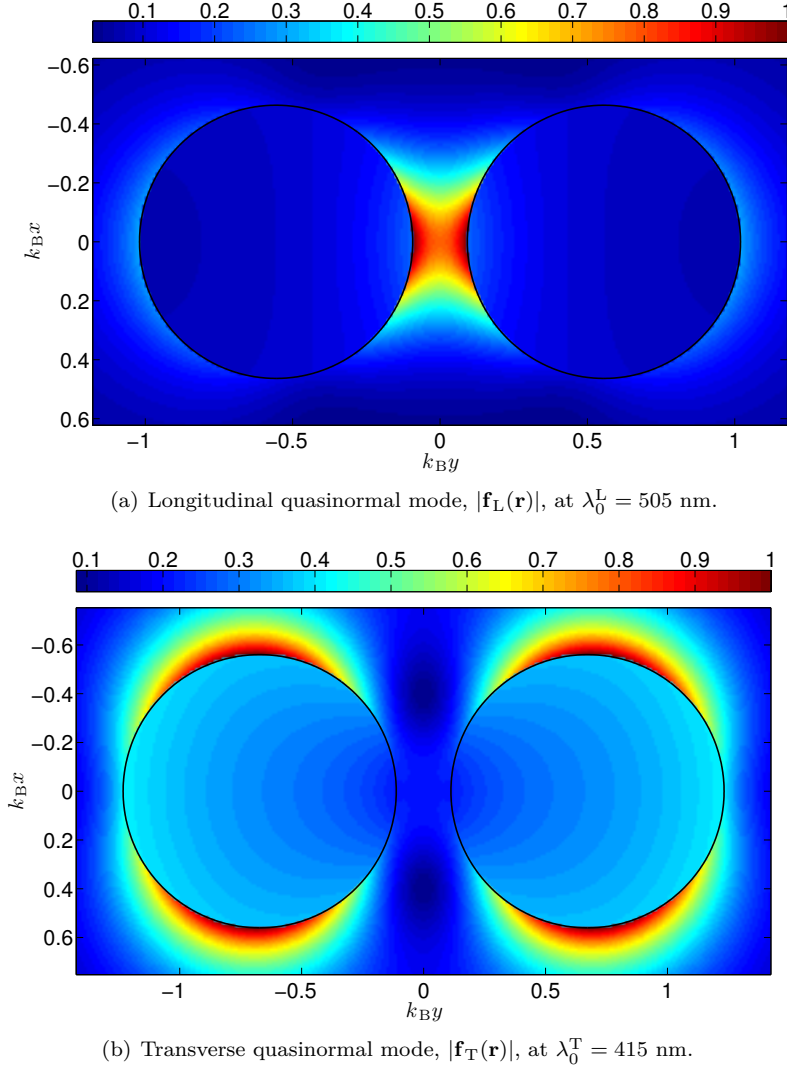 0.1 0.2 0.3 0.4 0.5 0.6 0.7 0.8 0.9 1
−0.6
−0.4
−0.2
0
0.2
0.4
0.6
k_B x
−1 −0.5 0 0.5 1
k_B y
(a) Longitudinal quasinormal mode, |f_L(r)|, at λ_0^L = 505 nm.
0.1 0.2 0.3 0.4 0.5 0.6 0.7 0.8 0.9 1
−0.6
−0.4
−0.2
0
0.2
0.4
0.6
k_B x
−1 −0.5 0 0.5 1
k_B y
(b) Transverse quasinormal mode, |f_T(r)|, at λ_0^T = 415 nm.